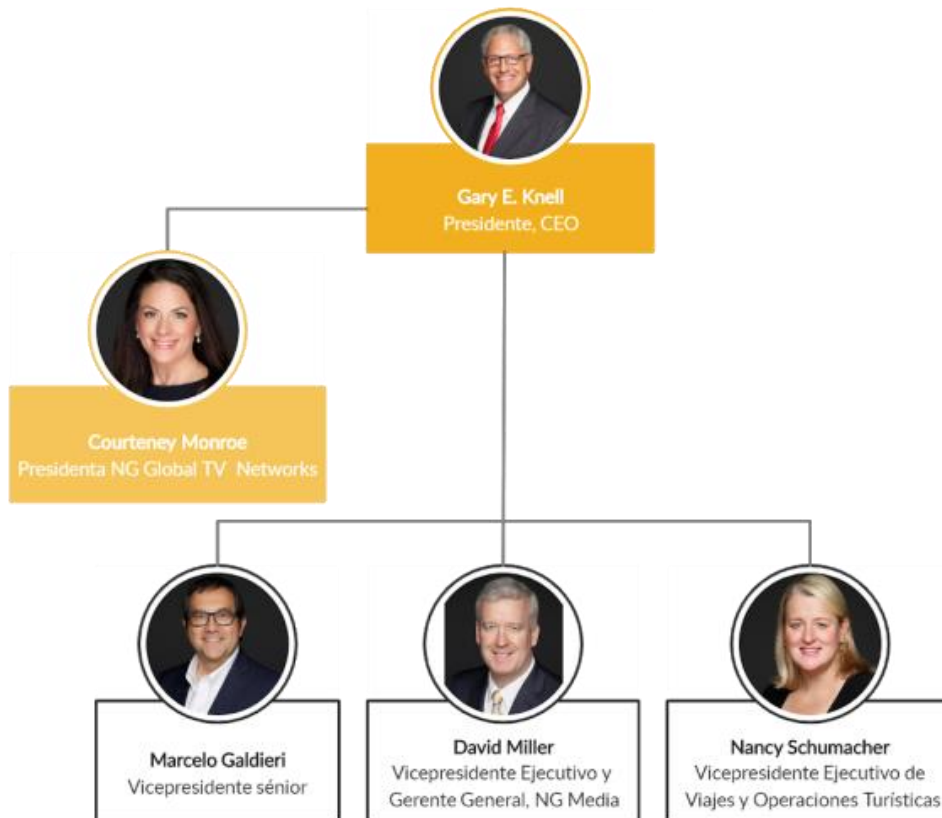 Gary E. Knell
Presidente, CEO
Courteney Monroe
Presidenta NG Global TV Networks
Marcelo Galdieri
Vicepresidente sénior
David Miller
Vicepresidente Ejecutivo y
Gerente General, NG Media
Nancy Schumacher
Vicepresidente Ejecutivo de
Viajes y Operaciones Turísticas